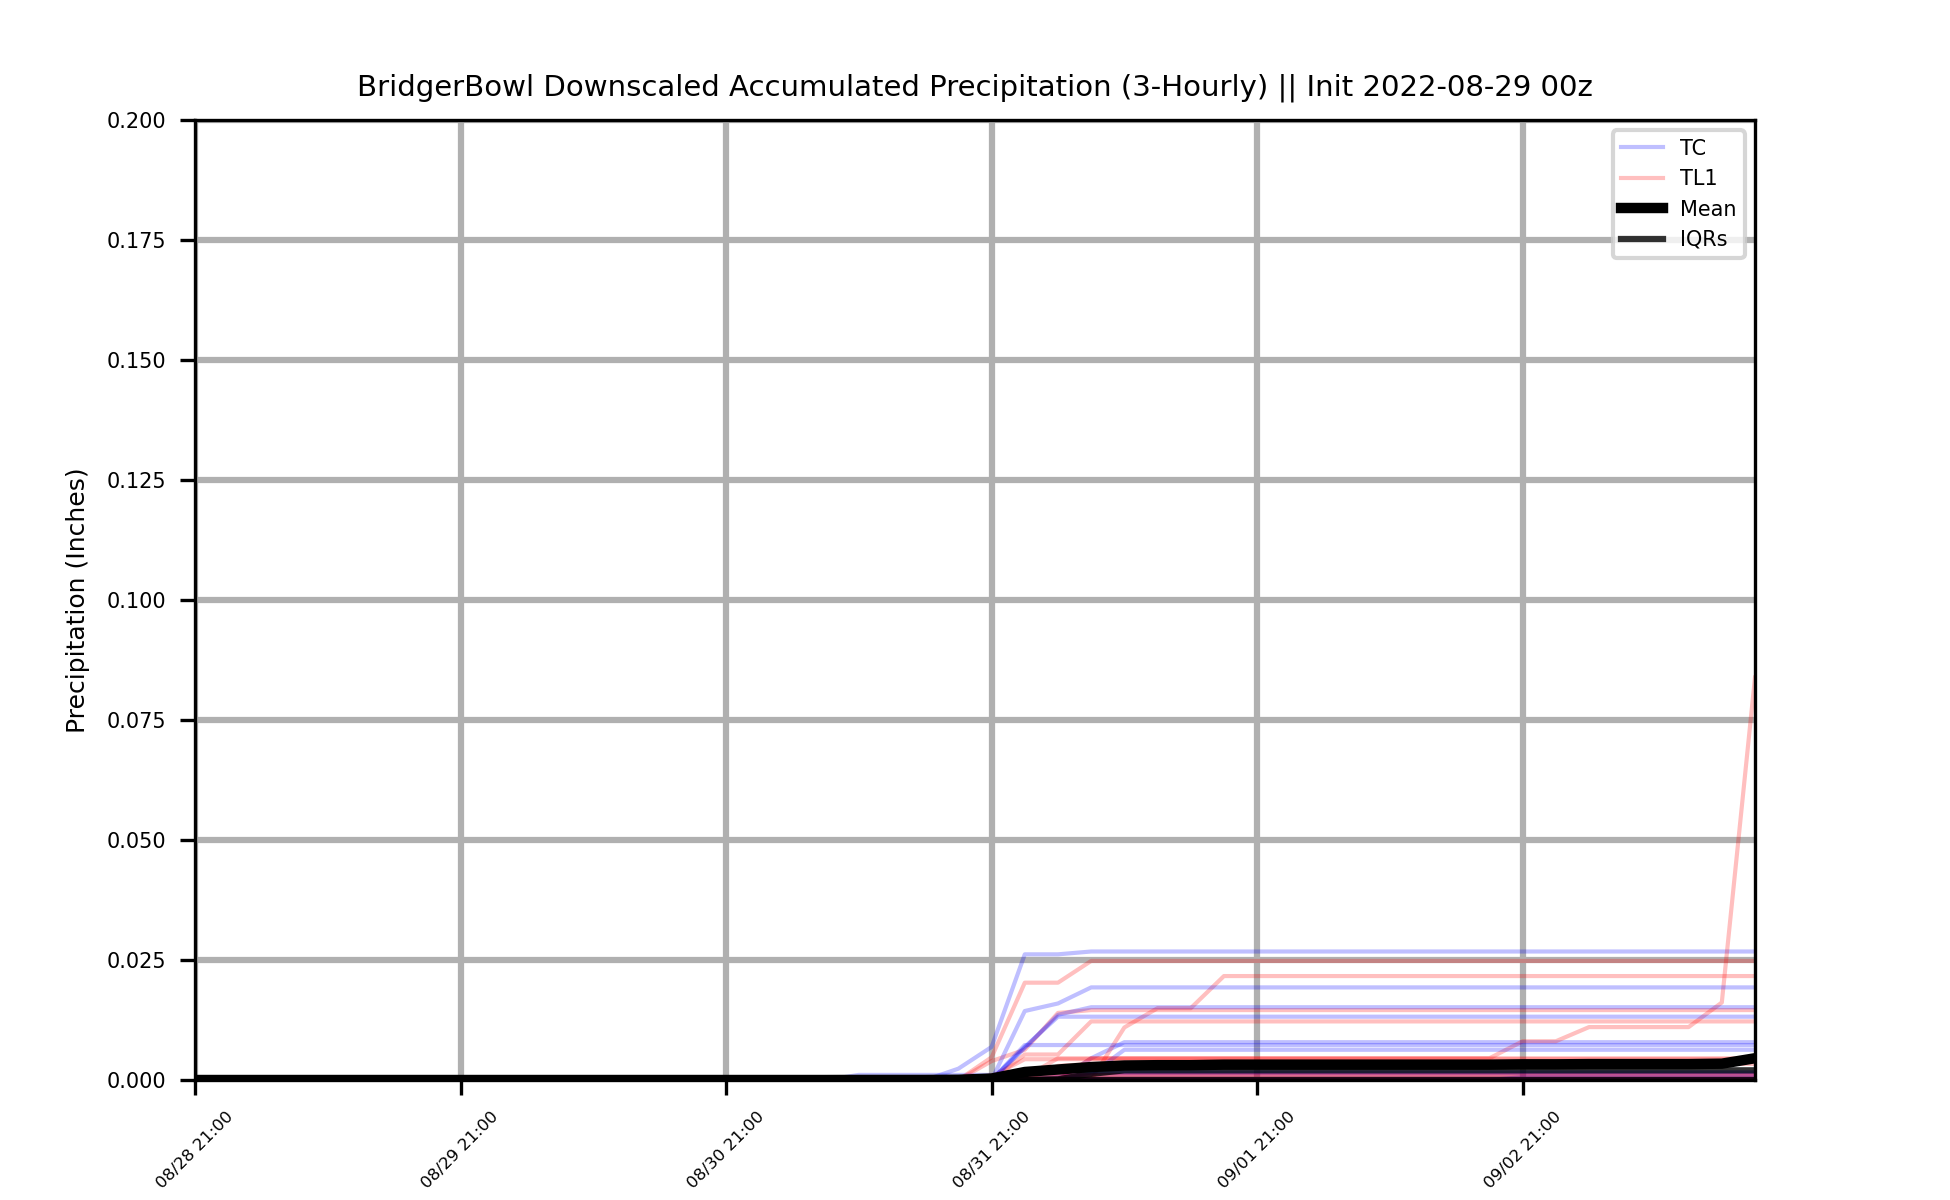 BridgerBowl Downscaled Accumulated Precipitation (3-Hourly) || Init 2022-08-29 00z
TC
TL1
Mean
IQRs
Precipitation (Inches)
0.200
0.175
0.150
0.125
0.100
0.075
0.050
0.025
0.000
08/28 21:00
08/29 21:00
08/30 21:00
08/31 21:00
09/01 21:00
09/02 21:00